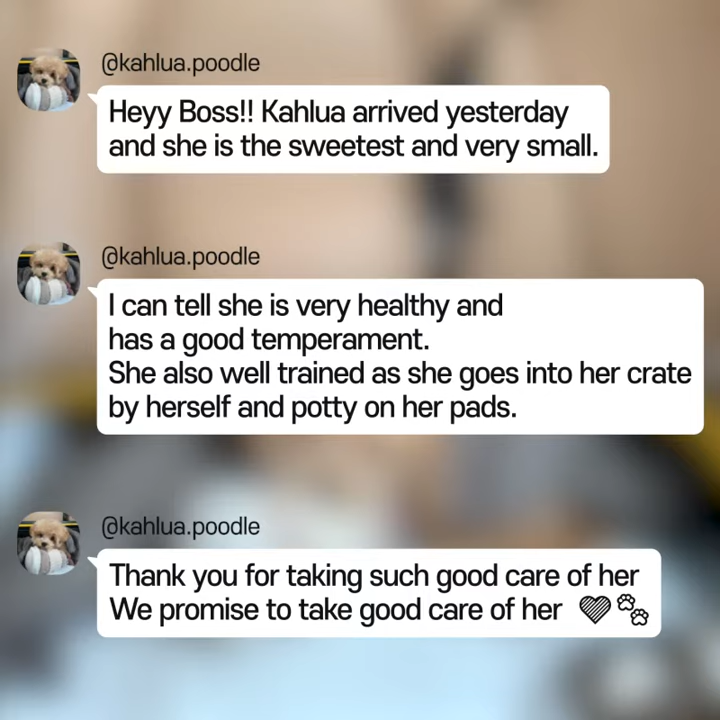 @kahlua.poodle
Heyy Boss!! Kahlua arrived yesterday
and she is the sweetest and very small.
@kahlua.poodle
I can tell she is very healthy and
has a good temperament.
She also well trained as she goes into her crate
by herself and potty on her pads.
@kahlua.poodle
Thank you for taking such good care of her
We promise to take good care of her